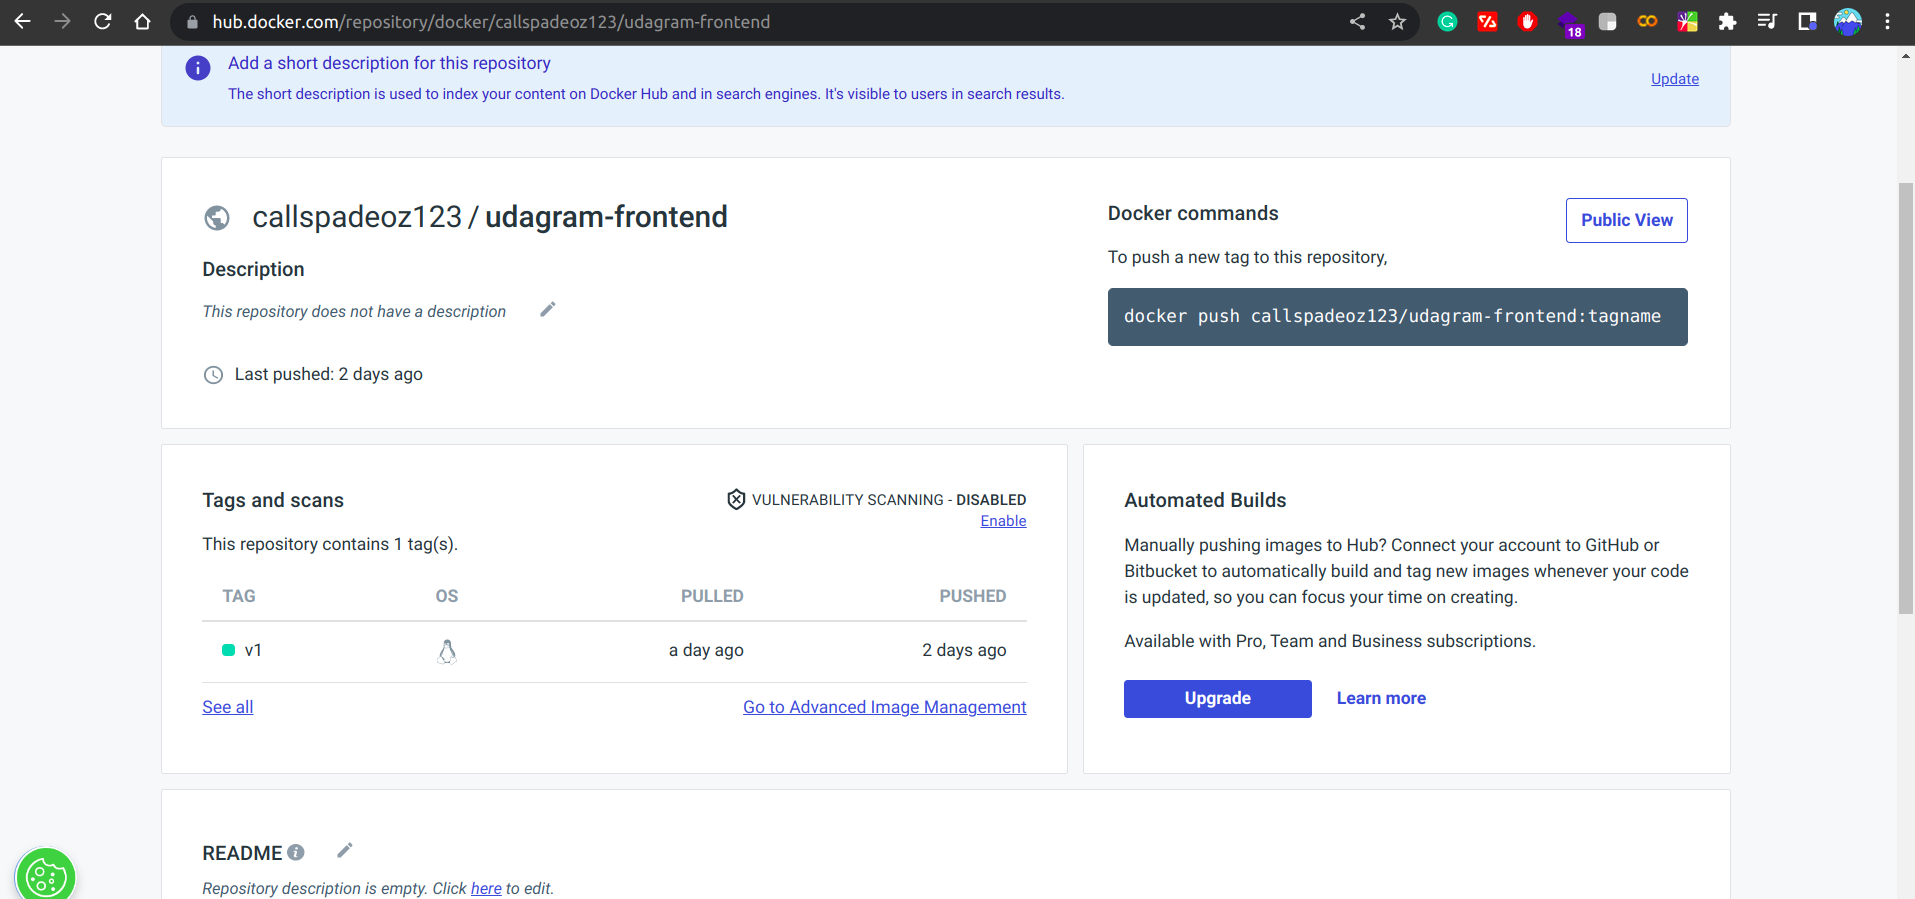 hub.docker.com/repository/docker/callspadeoz123/udagram-frontend
18
Add a short description for this repository
The short description is used to index your content on Docker Hub and in search engines. It's visible to users in search results.
Update
callspadeoz123 / udagram-frontend
Description
This repository does not have a description
Last pushed: 2 days ago
Docker commands
Public View
To push a new tag to this repository,
docker push callspadeoz123/udagram-frontend:tagname
Tags and scans
VULNERABILITY SCANNING - DISABLED
Enable
This repository contains 1 tag(s).
TAG OS PULLED PUSHED
v1 a day ago 2 days ago
See all
Go to Advanced Image Management
Automated Builds
Manually pushing images to Hub? Connect your account to GitHub or
Bitbucket to automatically build and tag new images whenever your code
is updated, so you can focus your time on creating.
Available with Pro, Team and Business subscriptions.
Upgrade
Learn more
README
Repository description is empty. Click here to edit.